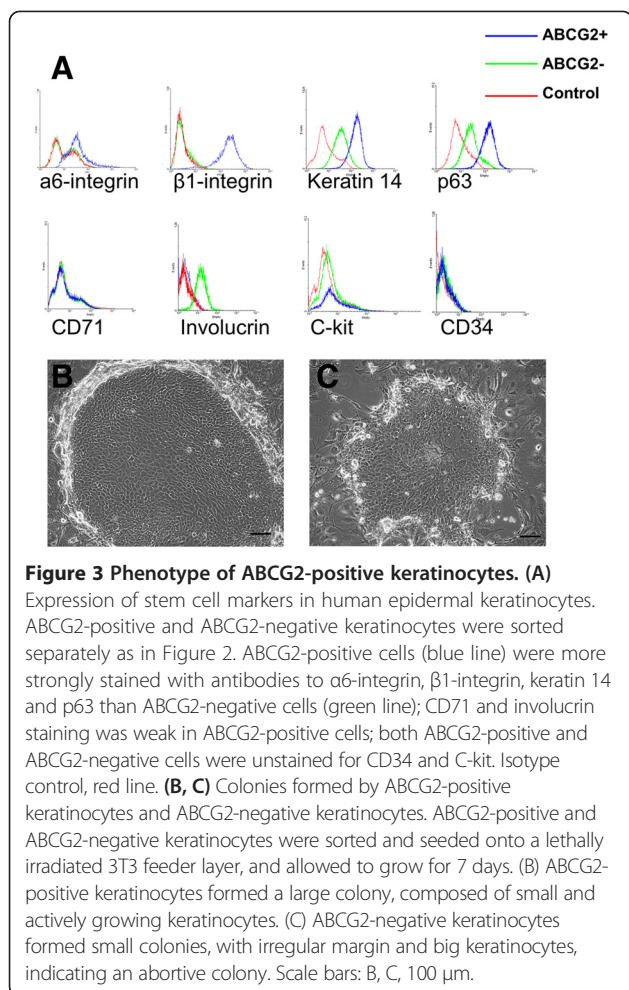 ABCG2+
ABCG2-
Control
A
a6-integrin
β1-integrin
Keratin 14
p63
CD71
Involucrin
C-kit
CD34
B
C
Figure 3 Phenotype of ABCG2-positive keratinocytes. (A)
Expression of stem cell markers in human epidermal keratinocytes.
ABCG2-positive and ABCG2-negative keratinocytes were sorted
separately as in Figure 2. ABCG2-positive cells (blue line) were more
strongly stained with antibodies to α6-integrin, β1-integrin, keratin 14
and p63 than ABCG2-negative cells (green line); CD71 and involucrin
staining was weak in ABCG2-positive cells; both ABCG2-positive and
ABCG2-negative cells were unstained for CD34 and C-kit. Isotype
control, red line. (B, C) Colonies formed by ABCG2-positive
keratinocytes and ABCG2-negative keratinocytes. ABCG2-positive and
ABCG2-negative keratinocytes were sorted and seeded onto a lethally
irradiated 3T3 feeder layer, and allowed to grow for 7 days. (B) ABCG2-
positive keratinocytes formed a large colony, composed of small and
actively growing keratinocytes. (C) ABCG2-negative keratinocytes
formed small colonies, with irregular margin and big keratinocytes,
indicating an abortive colony. Scale bars: B, C, 100 μm.